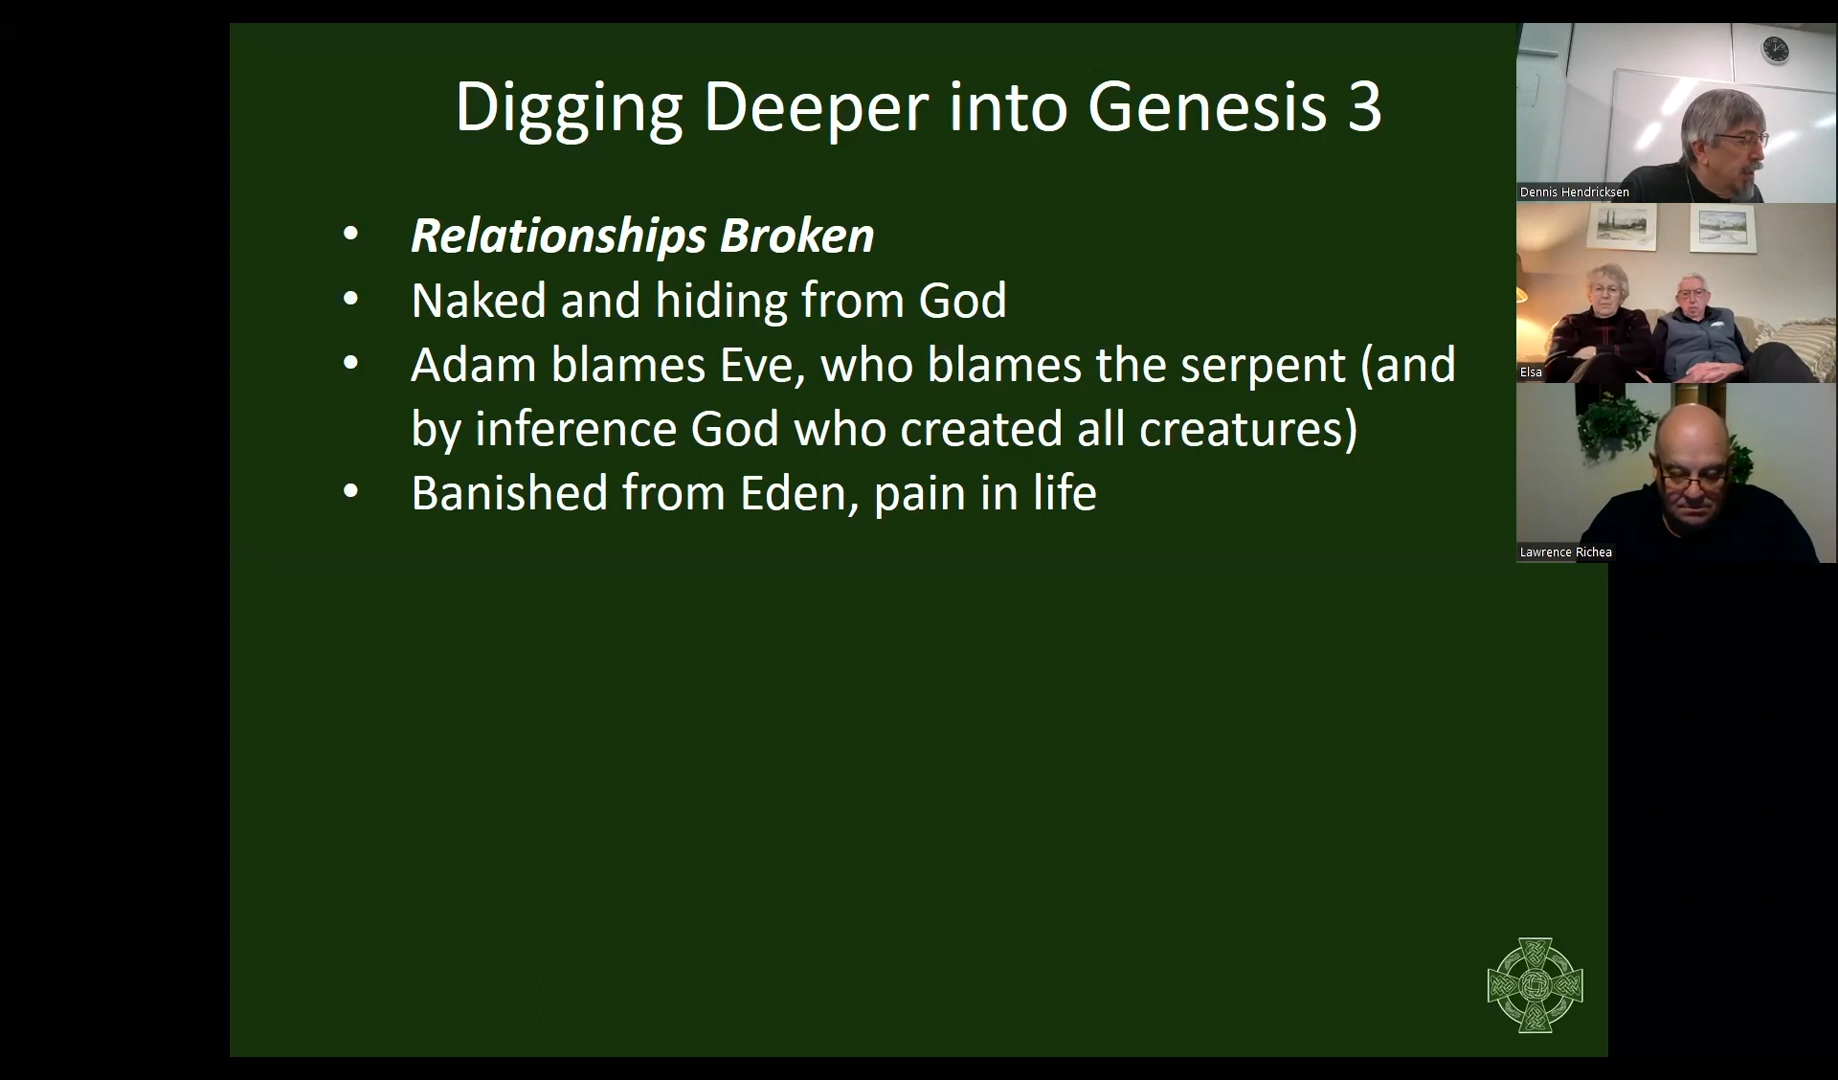 Digging Deeper into Genesis 3
• Relationships Broken
• Naked and hiding from God
• Adam blames Eve, who blames the serpent (and
by inference God who created all creatures)
• Banished from Eden, pain in life
Dennis Hendricksen
Elsa
Lawrence Richea